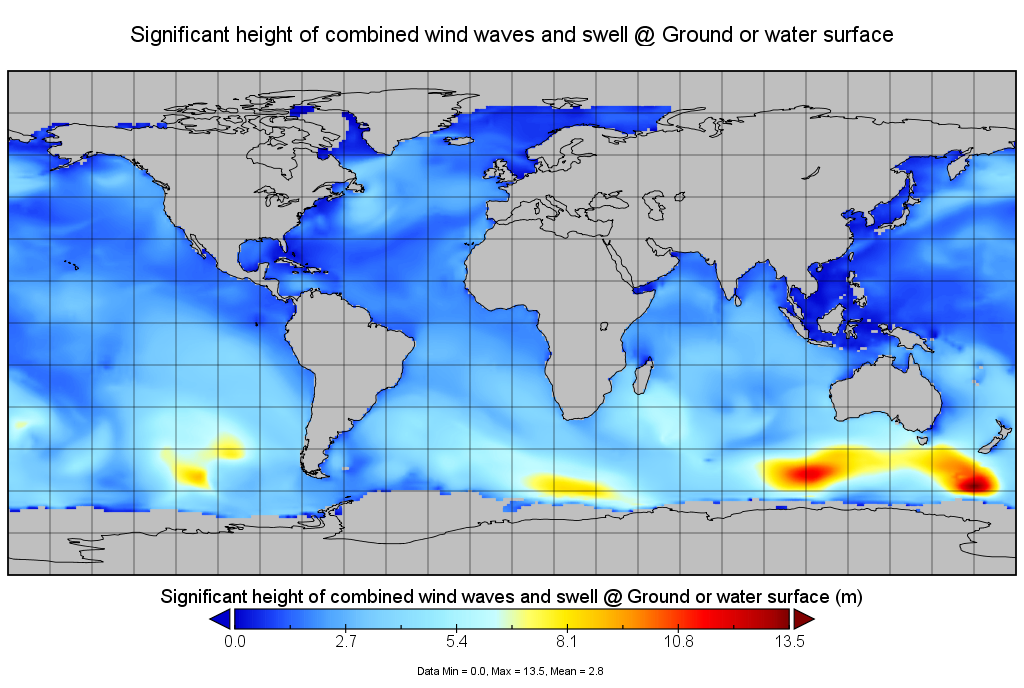 Significant height of combined wind waves and swell @ Ground or water surface
Significant height of combined wind waves and swell @ Ground or water surface (m)
0.0 2.7 5.4 8.1 10.8 13.5
Data Min = 0.0, Max = 13.5, Mean = 2.8